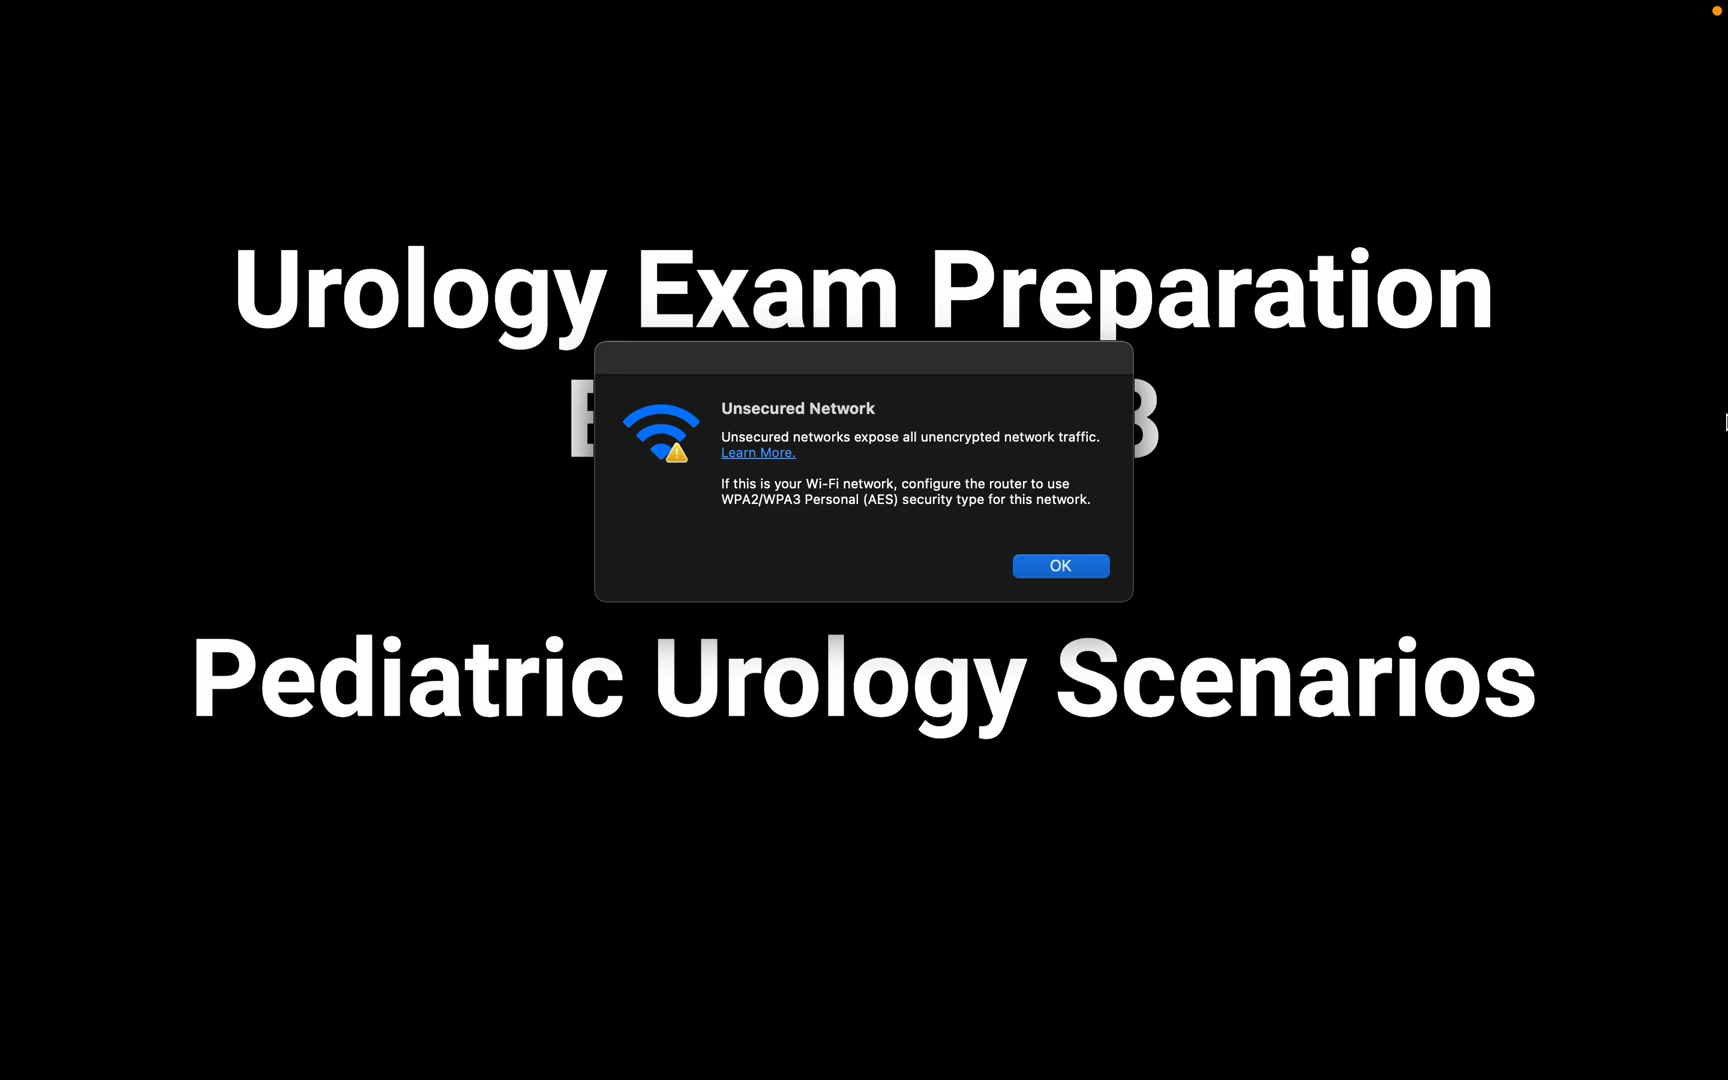 Urology Exam Preparation
Unsecured Network
Unsecured networks expose all unencrypted network traffic.
Learn More.
If this is your Wi-Fi network, configure the router to use
WPA2/WPA3 Personal (AES) security type for this network.
OK
Pediatric Urology Scenarios